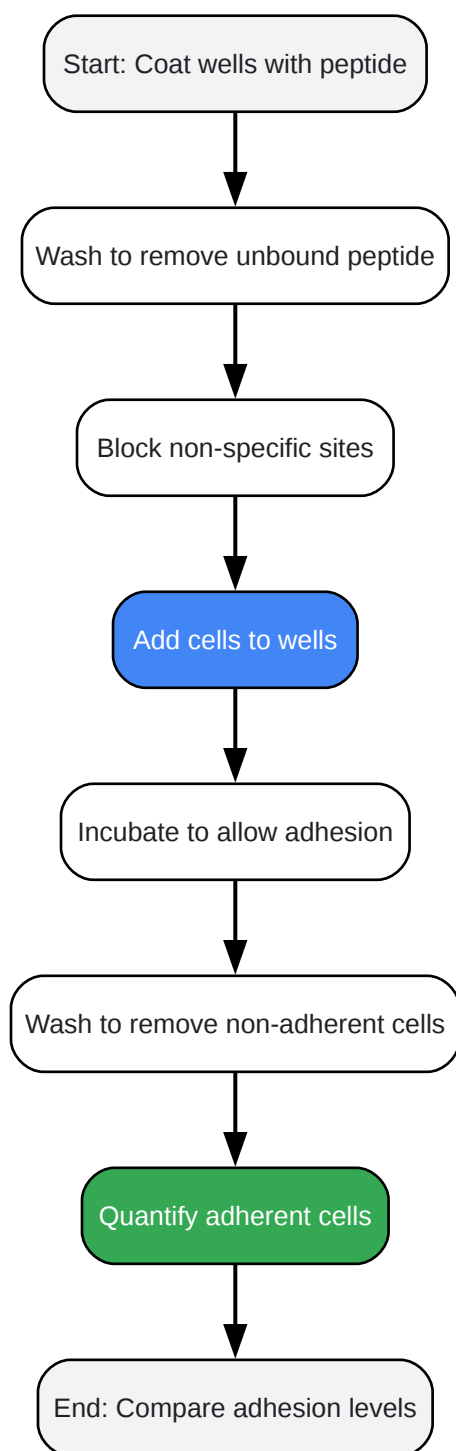 Start: Coat wells with peptide
Wash to remove unbound peptide
Block non-specific sites
Add cells to wells
Incubate to allow adhesion
Wash to remove non-adherent cells
Quantify adherent cells
End: Compare adhesion levels